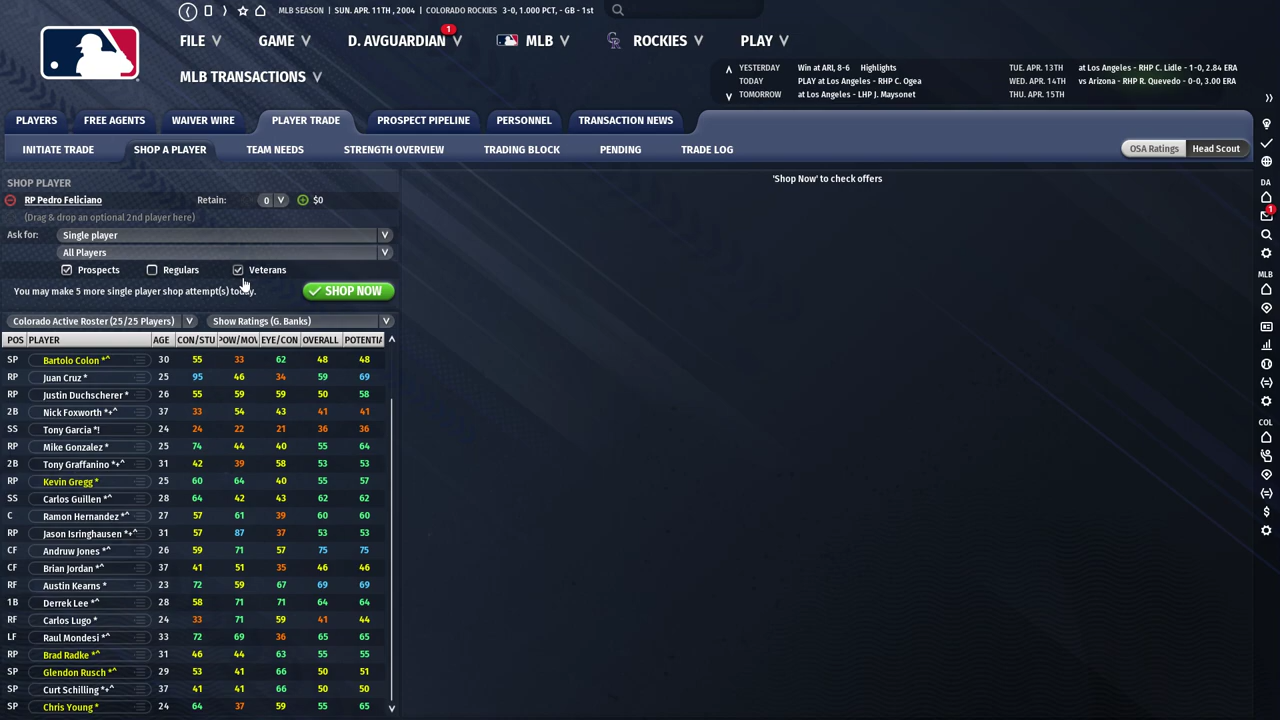 MLB SEASON | SUN. APR. 11TH , 2004 | COLORADO ROCKIES 3-0, 1.000 PCT, - GB - 1st
FILE GAME D. AVGUARDIAN 1 MLB ROCKIES PLAY
MLB TRANSACTIONS
YESTERDAY Win at ARI, 8-6 Highlights TUE. APR. 13TH at Los Angeles - RHP C. Lidle - 1-0, 2.84 ERA
TODAY PLAY at Los Angeles - RHP C. Ogea WED. APR. 14TH vs Arizona - RHP R. Quevedo - 0-0, 3.00 ERA
TOMORROW at Los Angeles - LHP J. Maysonet THU. APR. 15TH
PLAYERS FREE AGENTS WAIVER WIRE PLAYER TRADE PROSPECT PIPELINE PERSONNEL TRANSACTION NEWS
INITIATE TRADE SHOP A PLAYER TEAM NEEDS STRENGTH OVERVIEW TRADING BLOCK PENDING TRADE LOG OSA Ratings Head Scout
SHOP PLAYER 'Shop Now' to check offers
RP Pedro Feliciano Retain: 0 $0
(Drag & drop an optional 2nd player here)
Ask for: Single player
All Players
Prospects Regulars Veterans
You may make 5 more single player shop attempt(s) today. SHOP NOW
Colorado Active Roster (25/25 Players) Show Ratings (G. Banks)
POS PLAYER AGE CON/STU POW/MOV EYE/CON OVERALL POTENTIA
SP Bartolo Colon *^ 30 55 33 62 48 48
RP Juan Cruz * 25 95 46 34 59 69
RP Justin Duchscherer * 26 55 59 59 50 58
2B Nick Foxworth *+^ 37 33 54 43 41 41
SS Tony Garcia *! 24 24 22 21 36 36
RP Mike Gonzalez * 25 74 44 40 55 64
2B Tony Graffanino *+^ 31 42 39 58 53 53
RP Kevin Gregg * 25 60 64 40 55 57
SS Carlos Guillen *^ 28 64 42 43 62 62
C Ramon Hernandez *^ 27 57 61 39 60 60
RP Jason Isringhausen *+^ 31 57 87 37 53 53
CF Andruw Jones *^ 26 59 71 57 75 75
CF Brian Jordan *^ 37 41 51 35 46 46
RF Austin Kearns * 23 72 59 67 69 69
1B Derrek Lee *^ 28 58 71 71 64 64
RF Carlos Lugo * 24 33 71 59 41 44
LF Raul Mondesi *^ 33 72 69 36 65 65
RP Brad Radke *^ 31 46 44 63 55 55
SP Glendon Rusch *^ 29 53 41 66 50 51
SP Curt Schilling *+^ 37 41 41 66 50 50
SP Chris Young * 24 64 37 59 55 65
DA
1
MLB
COL